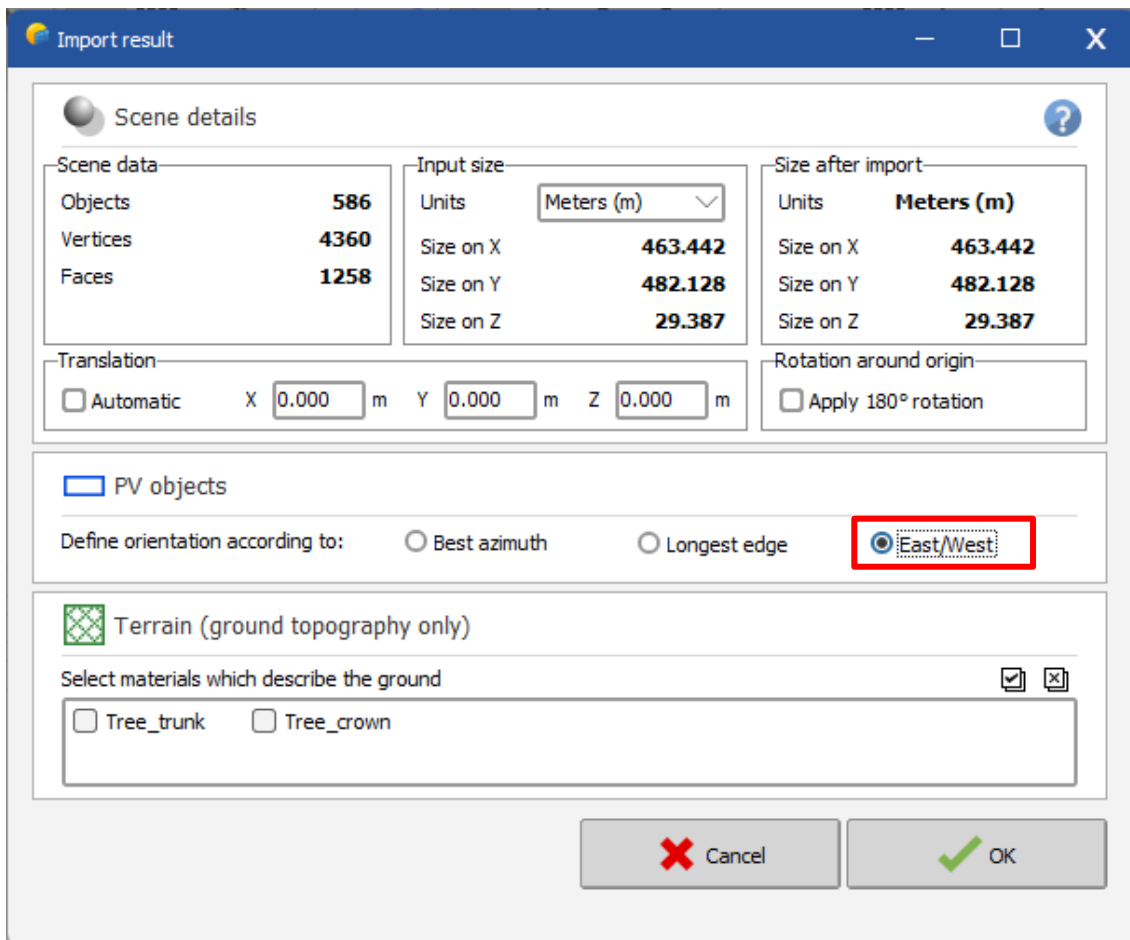 Import result
Scene details
Scene data
Input size
Size after import
Objects 586
Units Meters (m)
Units Meters (m)
Vertices 4360
Size on X 463.442
Size on X 463.442
Faces 1258
Size on Y 482.128
Size on Y 482.128
Size on Z 29.387
Size on Z 29.387
Translation
Rotation around origin
Automatic X 0.000 m Y 0.000 m Z 0.000 m
Apply 180° rotation
PV objects
Define orientation according to: Best azimuth Longest edge East/West
Terrain (ground topography only)
Select materials which describe the ground
Tree_trunk Tree_crown
Cancel OK